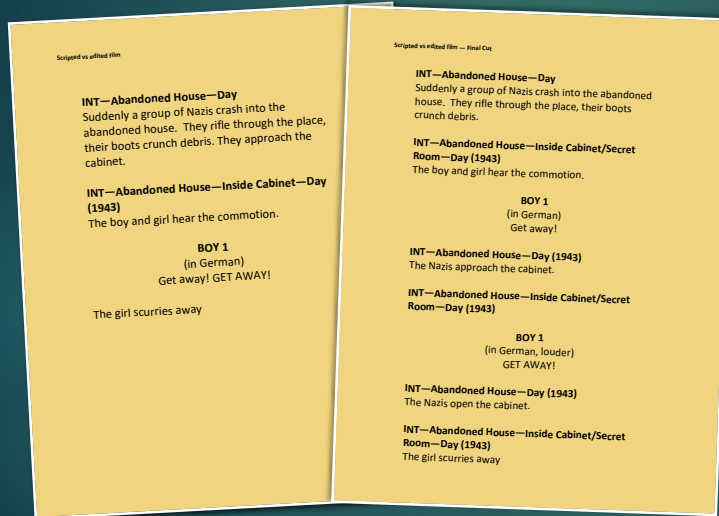 Scripted vs edited Film
INT—Abandoned House—Day
Suddenly a group of Nazis crash into the
abandoned house.  They rifle through the place,
their boots crunch debris. They approach the
cabinet.
INT—Abandoned House—Inside Cabinet—Day
(1943)
The boy and girl hear the commotion.
BOY 1
(in German)
Get away! GET AWAY!
The girl scurries away
Scripted vs edited film — Final Cut
INT—Abandoned House—Day
Suddenly a group of Nazis crash into the abandoned
house.  They rifle through the place, their boots
crunch debris.
INT—Abandoned House—Inside Cabinet/Secret
Room—Day (1943)
The boy and girl hear the commotion.
BOY 1
(in German)
Get away!
INT—Abandoned House—Day (1943)
The Nazis approach the cabinet.
INT—Abandoned House—Inside Cabinet/Secret
Room—Day (1943)
BOY 1
(in German, louder)
GET AWAY!
INT—Abandoned House—Day (1943)
The Nazis open the cabinet.
INT—Abandoned House—Inside Cabinet/Secret
Room—Day (1943)
The girl scurries away